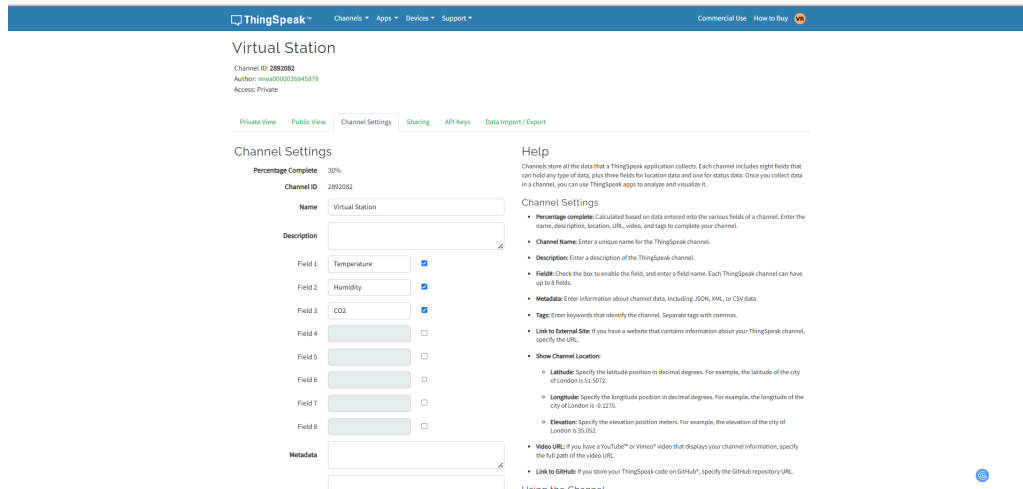 ThingSpeak™ Channels Apps Devices Support Commercial Use How to Buy VR
Virtual Station
Channel ID: 2892082
Author: mwa0000036845878
Access: Private
Private View Public View Channel Settings Sharing API Keys Data Import / Export
Channel Settings
Percentage Complete 30%
Channel ID 2892082
Name Virtual Station
Description
Field 1 Temperature
Field 2 Humidity
Field 3 CO2
Field 4
Field 5
Field 6
Field 7
Field 8
Metadata
Help
Channels store all the data that a ThingSpeak application collects. Each channel includes eight fields that
can hold any type of data, plus three fields for location data and one for status data. Once you collect data
in a channel, you can use ThingSpeak apps to analyze and visualize it.
Channel Settings
• Percentage complete: Calculated based on data entered into the various fields of a channel. Enter the
name, description, location, URL, video, and tags to complete your channel.
• Channel Name: Enter a unique name for the ThingSpeak channel.
• Description: Enter a description of the ThingSpeak channel.
• Field#: Check the box to enable the field, and enter a field name. Each ThingSpeak channel can have
up to 8 fields.
• Metadata: Enter information about channel data, including JSON, XML, or CSV data.
• Tags: Enter keywords that identify the channel. Separate tags with commas.
• Link to External Site: If you have a website that contains information about your ThingSpeak channel,
specify the URL.
• Show Channel Location:
Latitude: Specify the latitude position in decimal degrees. For example, the latitude of the city
of London is 51.5072.
Longitude: Specify the longitude position in decimal degrees. For example, the longitude of the
city of London is -0.1275.
Elevation: Specify the elevation position meters. For example, the elevation of the city of
London is 35.052.
• Video URL: If you have a YouTube™ or Vimeo® video that displays your channel information, specify
the full path of the video URL.
• Link to GitHub: If you store your ThingSpeak code on GitHub®, specify the GitHub repository URL.
Using the Channel